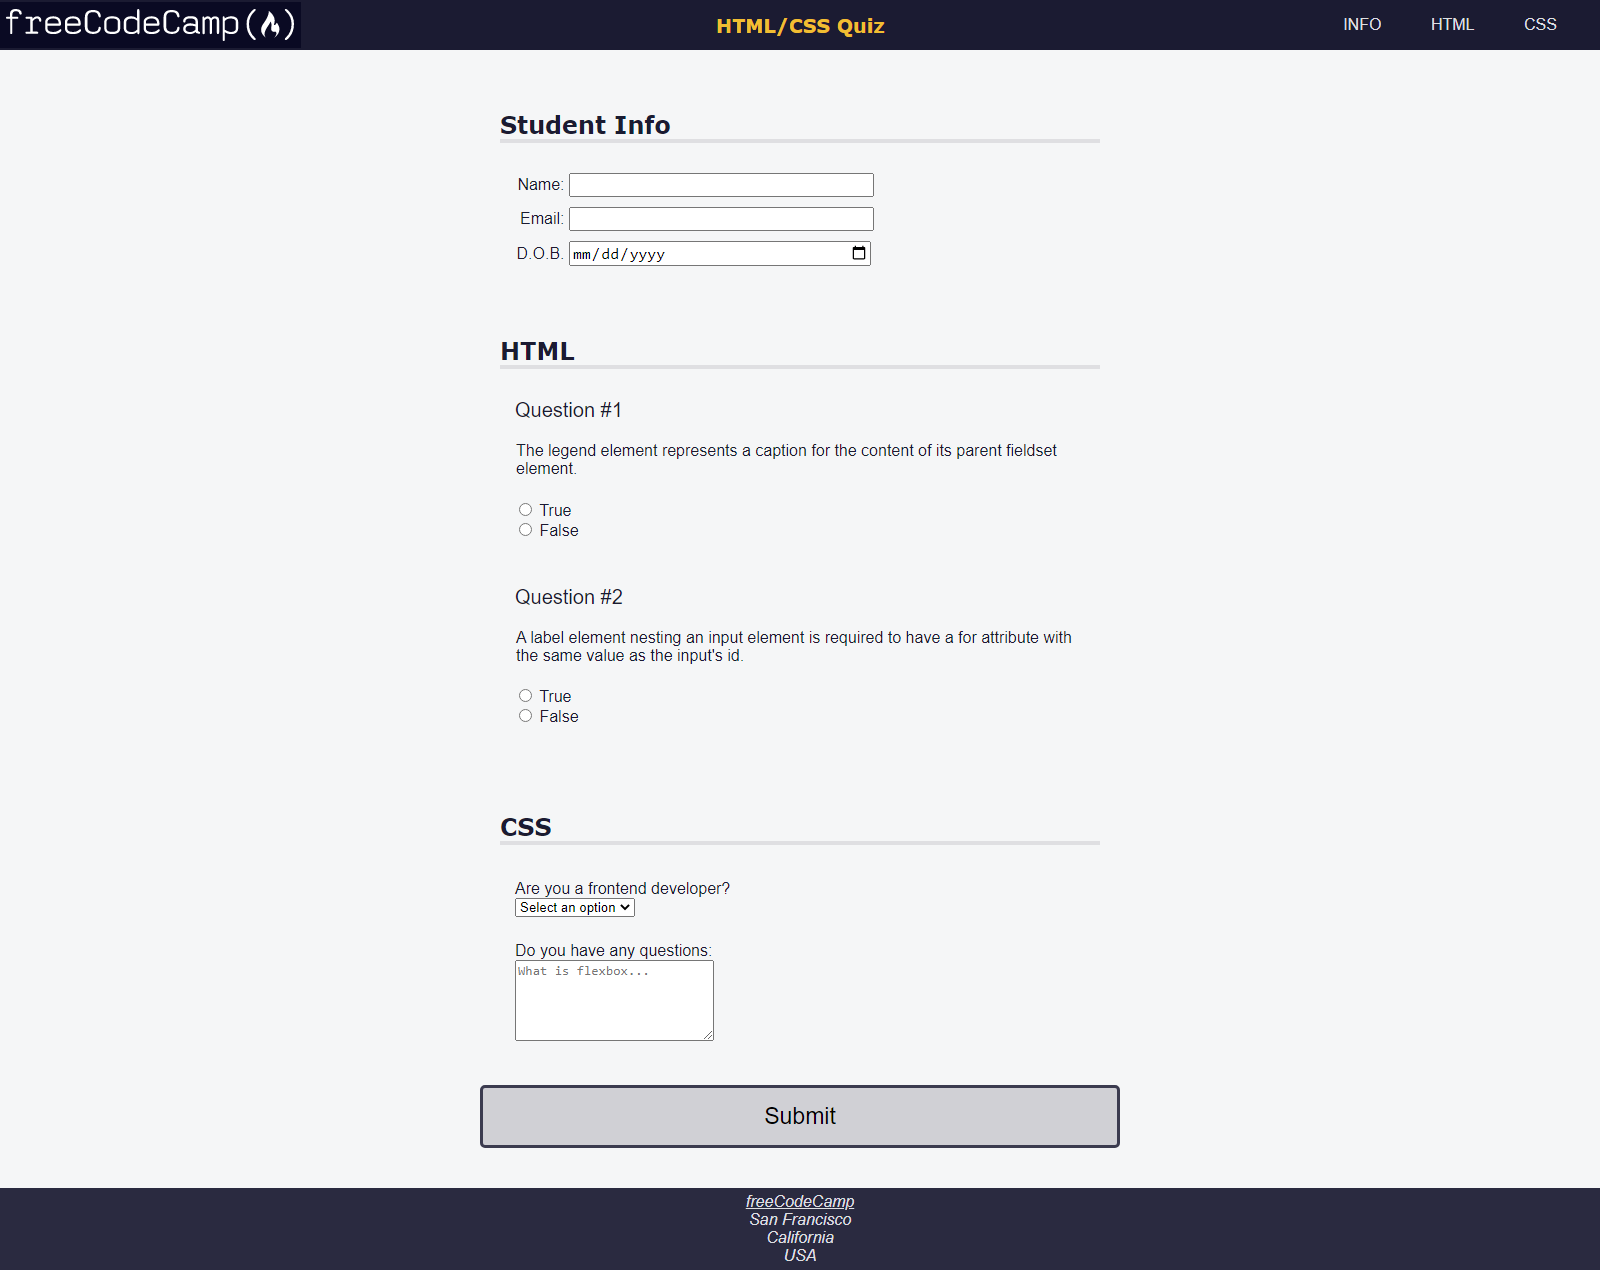 freeCodeCamp
HTML/CSS Quiz
INFO
HTML
CSS
Student Info
Name:
Email:
D.O.B.
mm/dd/yyyy
HTML
Question #1
The legend element represents a caption for the content of its parent fieldset
element.
True
False
Question #2
A label element nesting an input element is required to have a for attribute with
the same value as the input's id.
True
False
CSS
Are you a frontend developer?
Select an option
Do you have any questions:
What is flexbox...
Submit
freeCodeCamp
San Francisco
California
USA